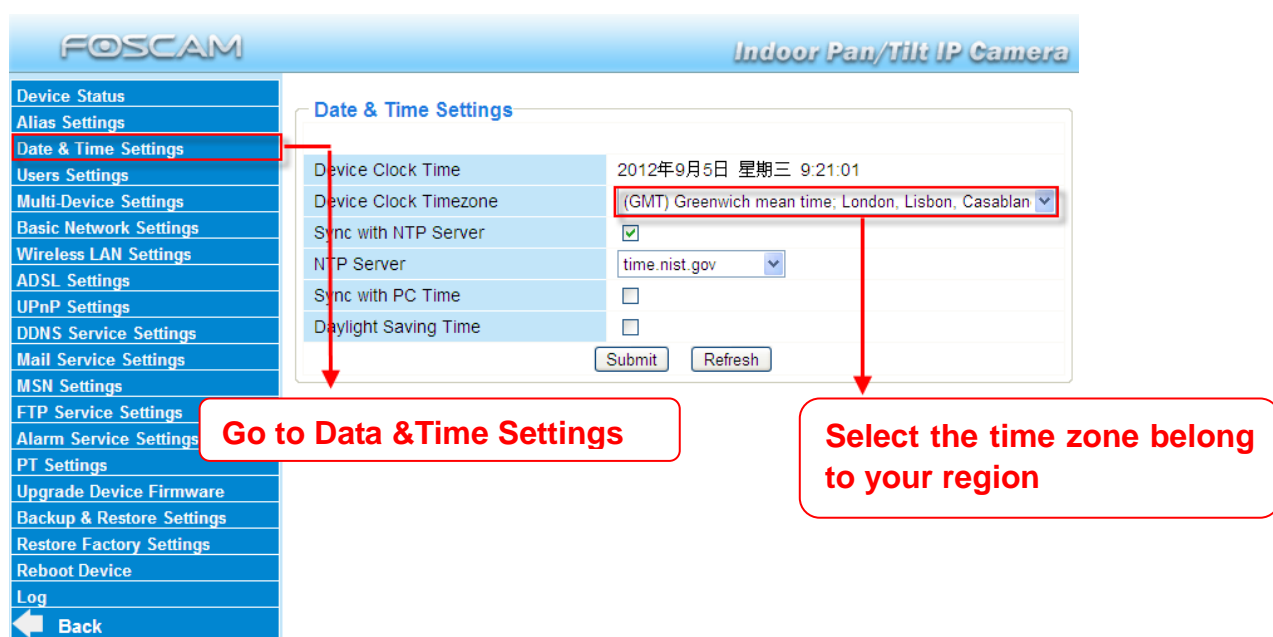 FOSCAM
Indoor Pan/Tilt IP Camera
Device Status
Alias Settings
Date & Time Settings
Users Settings
Multi-Device Settings
Basic Network Settings
Wireless LAN Settings
ADSL Settings
UPnP Settings
DDNS Service Settings
Mail Service Settings
MSN Settings
FTP Service Settings
Alarm Service Settings
PT Settings
Upgrade Device Firmware
Backup & Restore Settings
Restore Factory Settings
Reboot Device
Log
Back
Date & Time Settings
Device Clock Time 2012年9月5日 星期三 9:21:01
Device Clock Timezone (GMT) Greenwich mean time; London, Lisbon, Casablan
Sync with NTP Server
NTP Server time.nist.gov
Sync with PC Time
Daylight Saving Time
Submit Refresh
Go to Data &Time Settings
Select the time zone belong
to your region